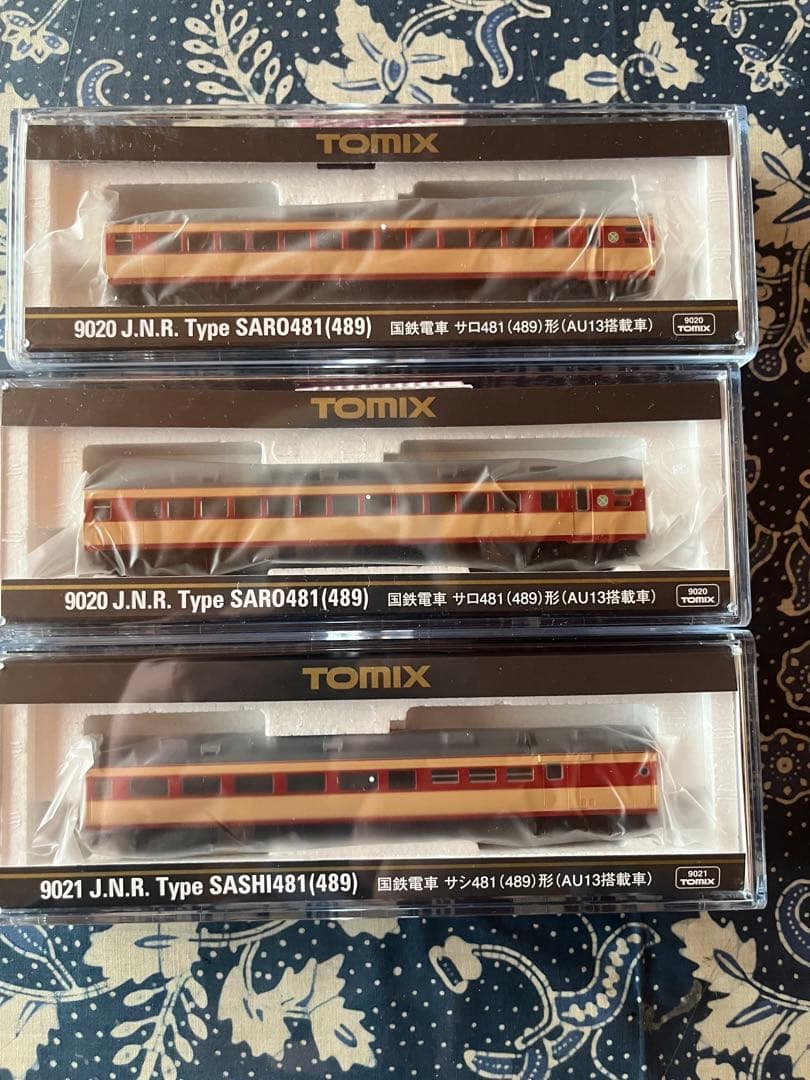 TOMIX
9020 J.N.R. Type SARO481(489) 国鉄電車 サロ481(489)形(AU13搭載車) 9020 TOMIX
TOMIX
9020 J.N.R. Type SARO481(489) 国鉄電車 サロ481(489)形(AU13搭載車) 9020 TOMIX
TOMIX
9021 J.N.R. Type SASHI481(489) 国鉄電車 サシ481(489)形(AU13搭載車) 9021 TOMIX